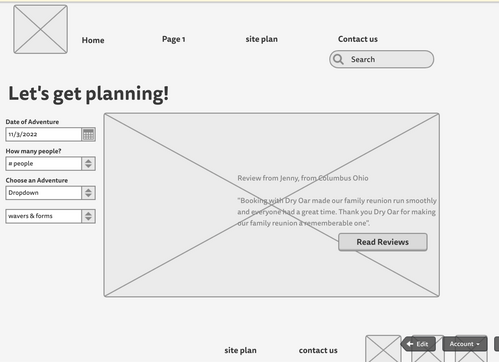 Home Page 1 site plan Contact us
Search
Let's get planning!
Date of Adventure
11/3/2022
How many people?
# people
Choose an Adventure
Dropdown
wavers & forms
Review from Jenny, from Columbus Ohio
"Booking with Dry Oar made our family reunion run smoothly
and everyone had a great time. Thank you Dry Oar for making
our family reunion a rememberable one".
Read Reviews
site plan contact us
Edit Account